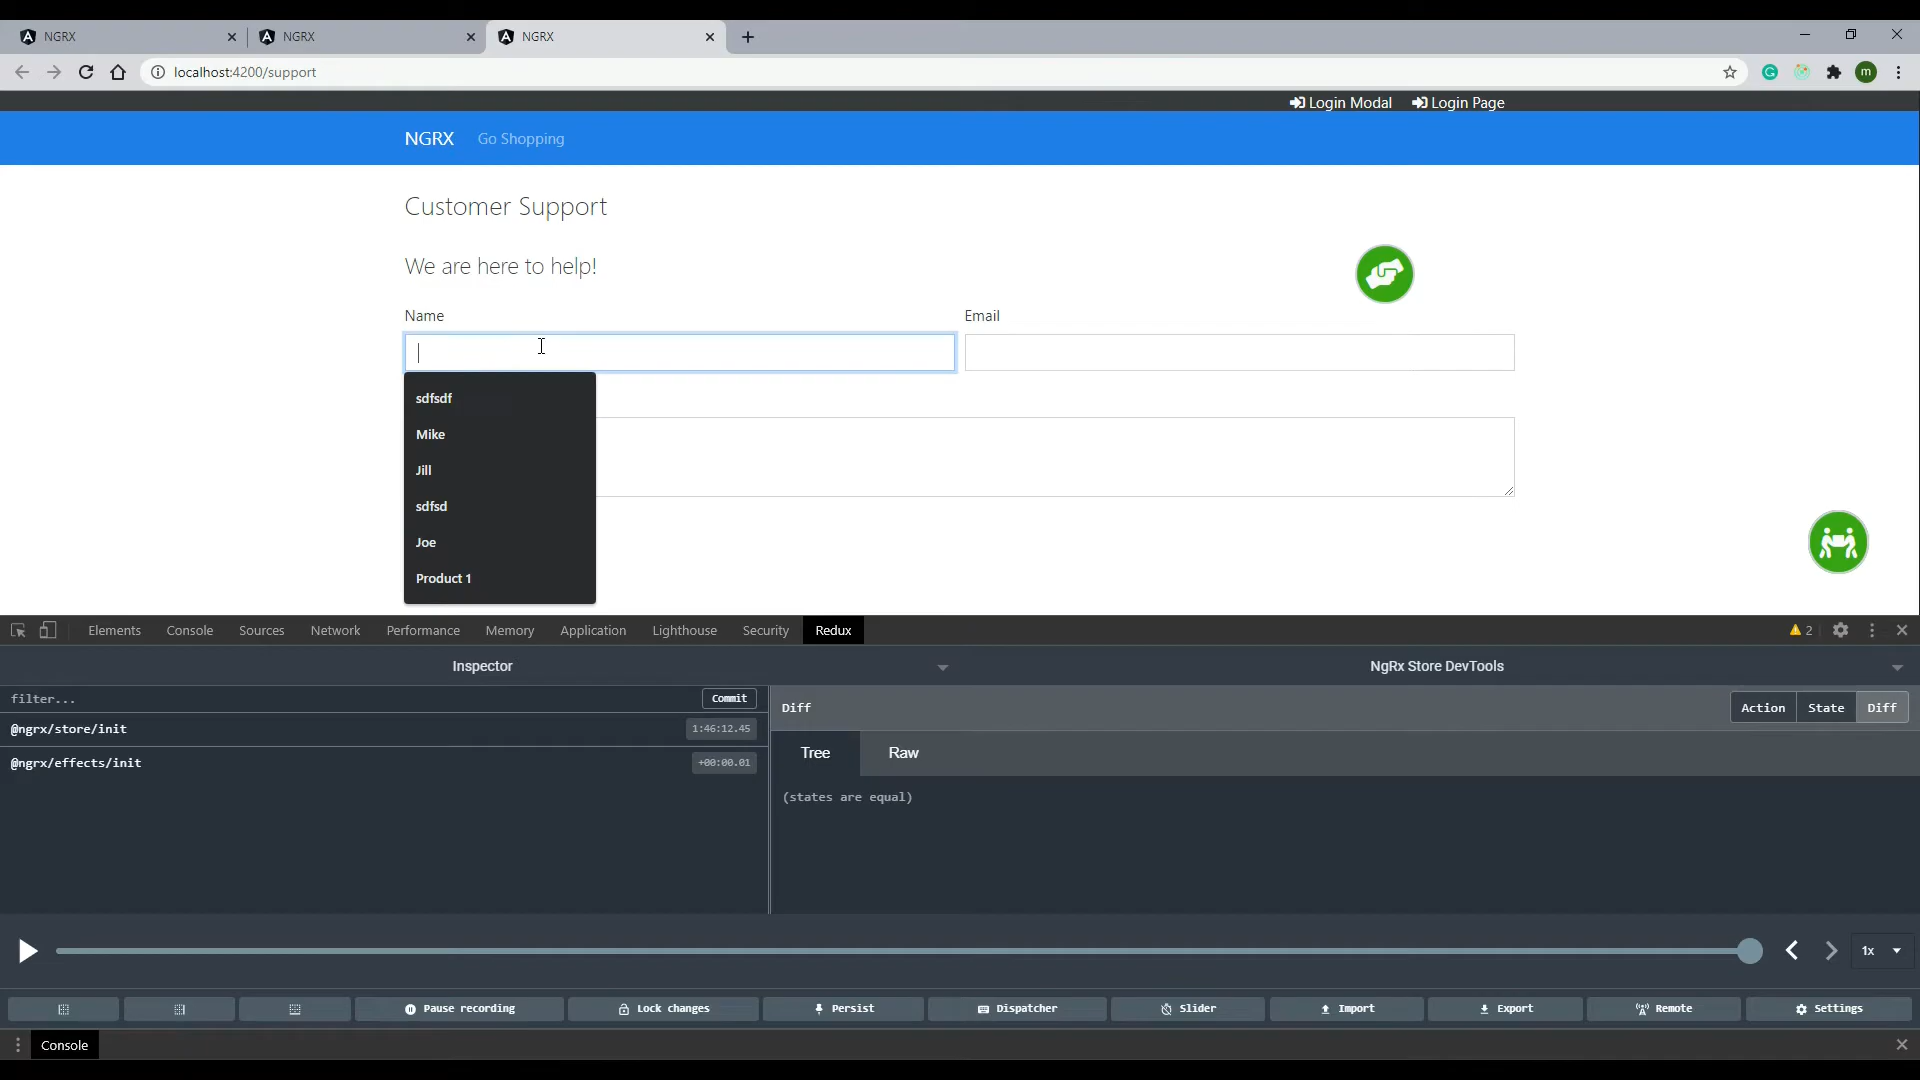 NGRX
NGRX
NGRX
localhost:4200/support
m
Login Modal
Login Page
NGRX
Go Shopping
Customer Support
We are here to help!
Name
Email
sdfsdf
Mike
Jill
sdfsd
Joe
Product 1
Elements
Console
Sources
Network
Performance
Memory
Application
Lighthouse
Security
Redux
2
Inspector
NgRx Store DevTools
filter...
Commit
Diff
Action
State
Diff
@ngrx/store/init
1:46:12.45
Tree
Raw
@ngrx/effects/init
+00:00.01
(states are equal)
1x
Pause recording
Lock changes
Persist
Dispatcher
Slider
Import
Export
Remote
Settings
Console